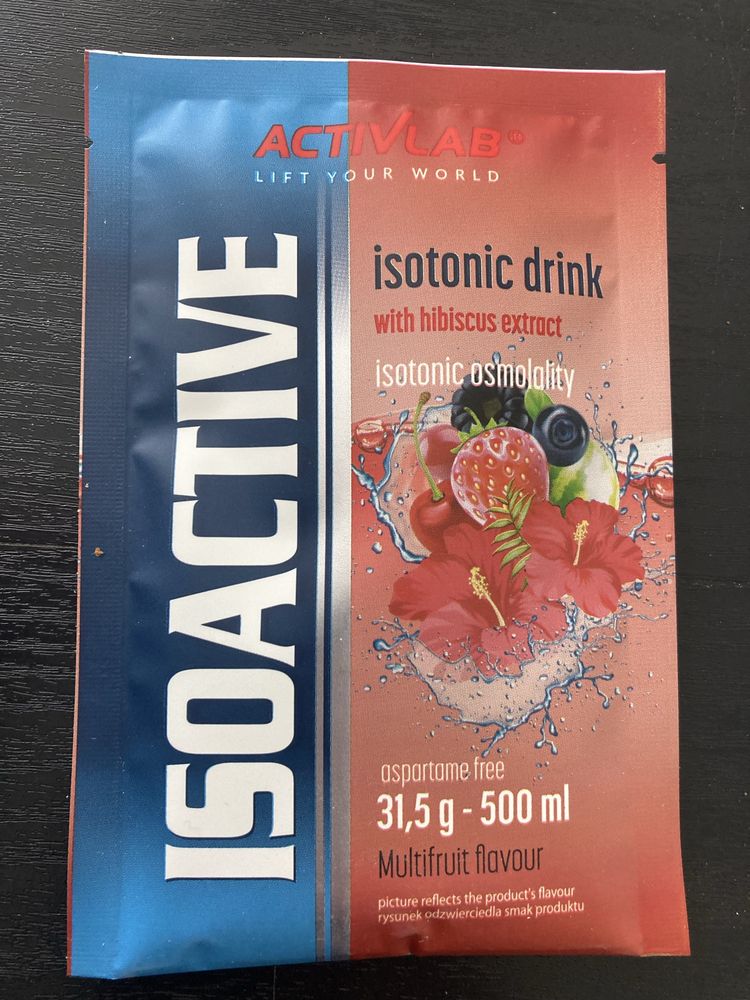 ACTIVLAB®
LIFT YOUR WORLD
ISOACTIVE
isotonic drink
with hibiscus extract
isotonic osmolality
aspartame free
31,5 g - 500 ml
Multifruit flavour
picture reflects the product's flavour
rysunek odzwierciedla smak produktu